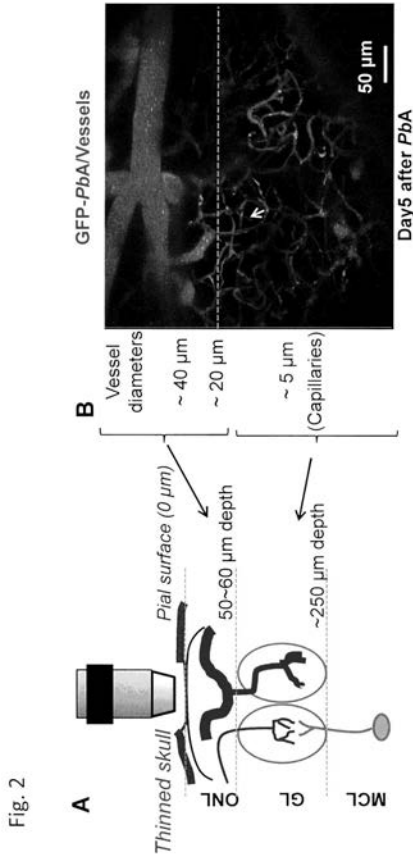 Fig. 2
A
Thinned skull
Pial surface (0 μm)
ONL
50~60 μm depth
GL
~250 μm depth
MCL
B
Vessel
diameters
~ 40 μm
~ 20 μm
~ 5 μm
(Capillaries)
GFP-PbA/Vessels
50 μm
Day5 after PbA